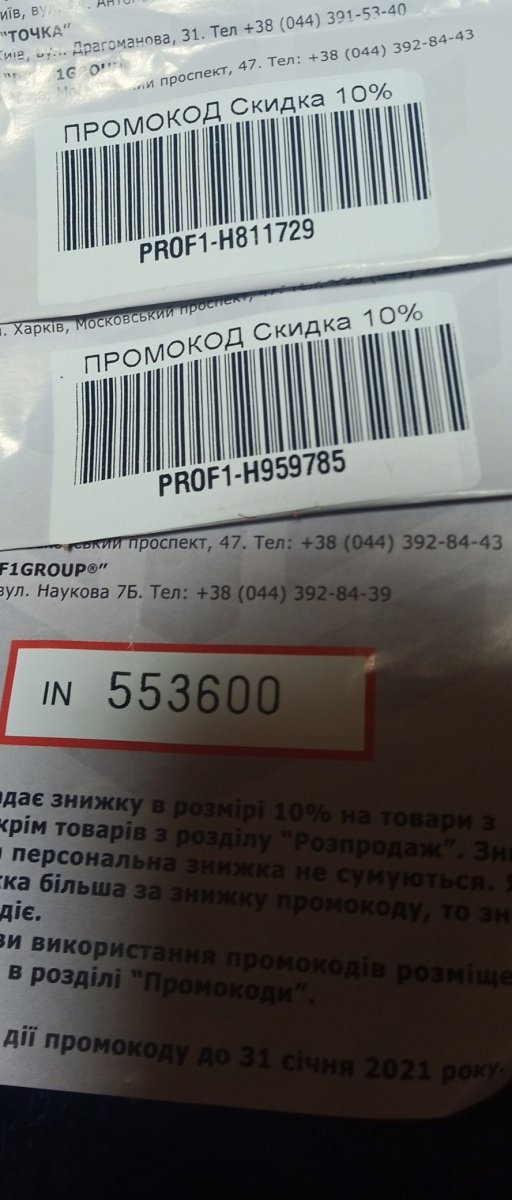 "ТОЧКА"
Драгоманова, 31. Тел +38 (044) 391-53-40
проспект, 47. Тел: +38 (044) 392-84-43
ПРОМОКОД Скидка 10%
PROF1-H811729
. Харків, Московський проспект,
ПРОМОКОД Скидка 10%
PROF1-H959785
проспект, 47. Тел: +38 (044) 392-84-43
F1GROUP®”
вул. Наукова 7Б. Тел: +38 (044) 392-84-39
IN 553600
адає знижку в розмірі 10% на товари з
крім товарів з розділу “Розпродаж”. Зн
персональна знижка не сумуються.
ка більша за знижку промокоду, то зн
діє.
ви використання промокодів розміще
в розділі “Промокоди”.
дії промокоду до 31 січня 2021 року.